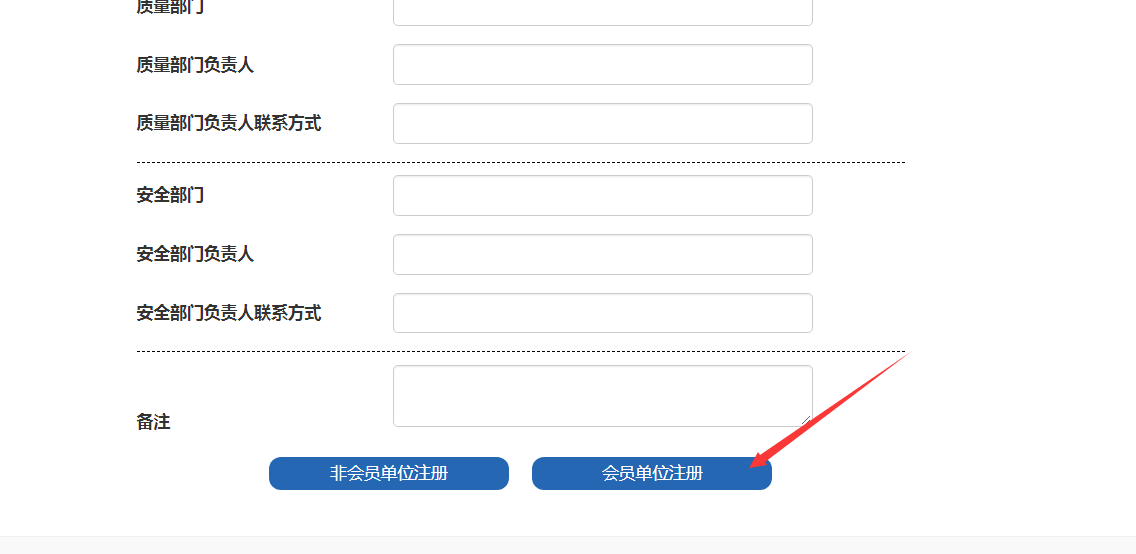 质量部门
质量部门负责人
质量部门负责人联系方式
安全部门
安全部门负责人
安全部门负责人联系方式
备注
非会员单位注册
会员单位注册